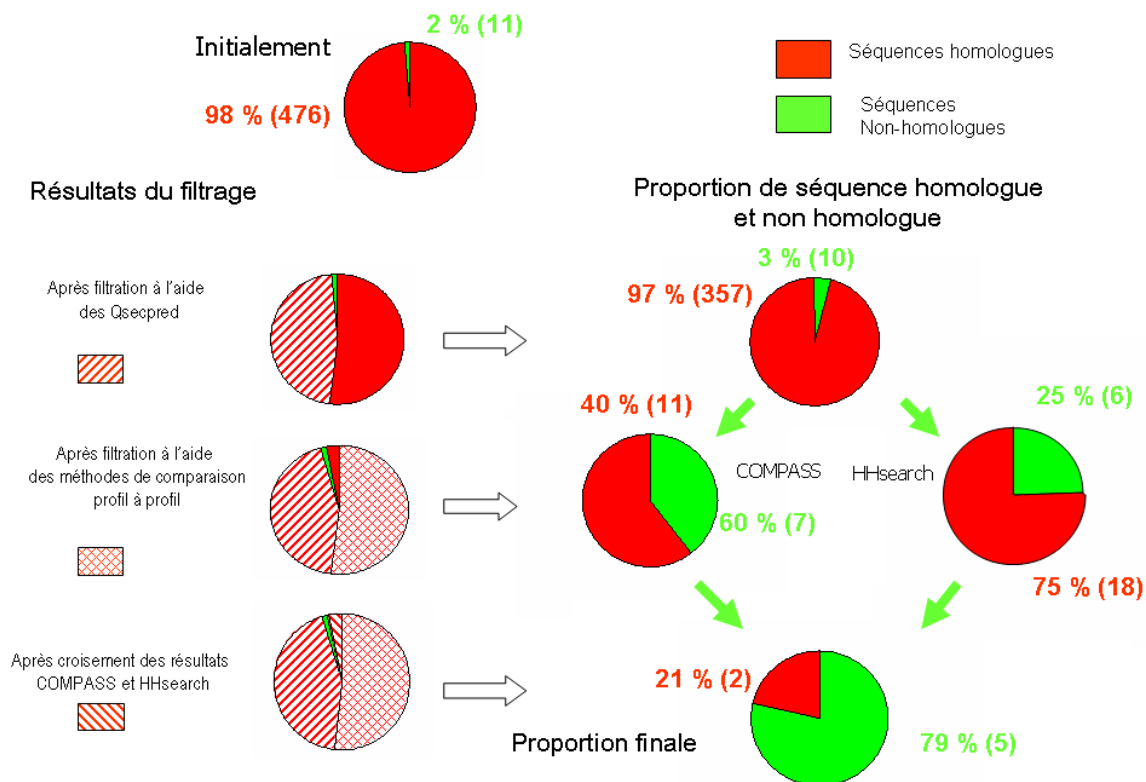 Initialement
2 % (11)
98 % (476)
Séquences homologues
Séquences
Non-homologues
Résultats du filtrage
Proportion de séquence homologue
et non homologue
Après filtration à l'aide
des Qsecpred
3 % (10)
97 % (357)
Après filtration à l'aide
des méthodes de comparaison
profil à profil
40 % (11)
COMPASS
60 % (7)
25 % (6)
HHsearch
75 % (18)
Après croisement des résultats
COMPASS et HHsearch
21 % (2)
79 % (5)
Proportion finale